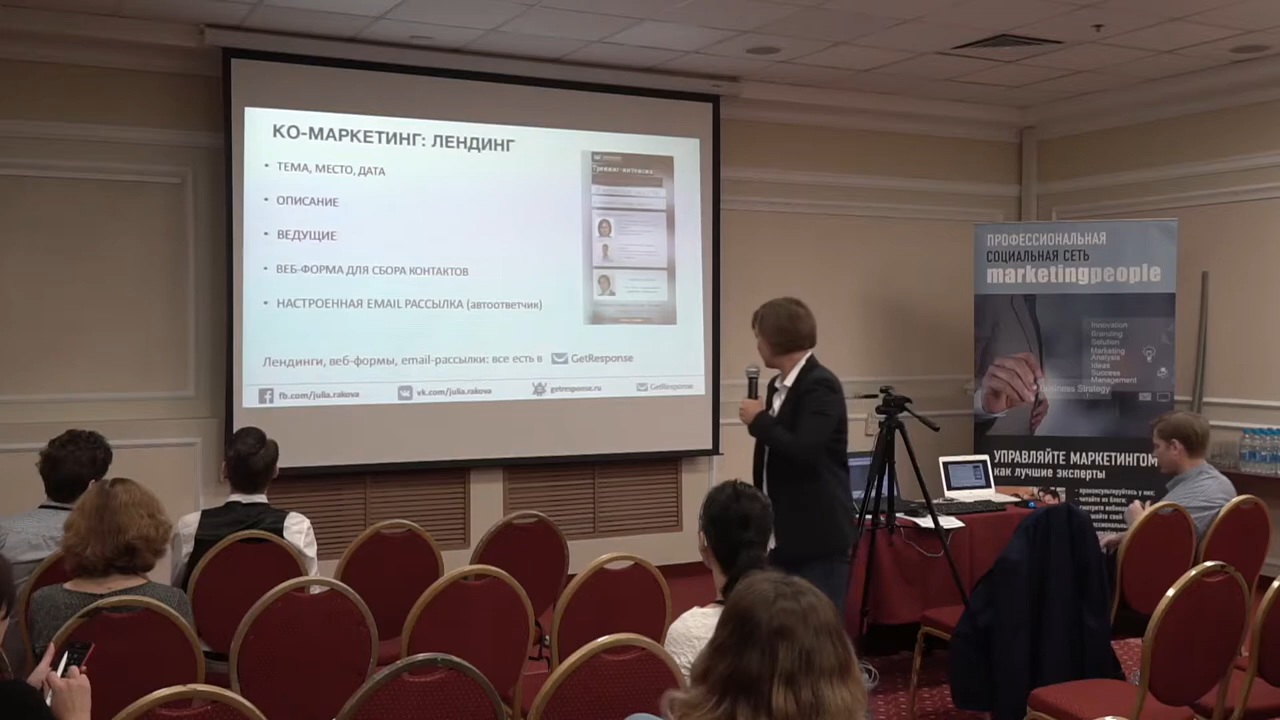 КО-МАРКЕТИНГ: ЛЕНДИНГ
• ТЕМА, МЕСТО, ДАТА
• ОПИСАНИЕ
• ВЕДУЩИЕ
• ВЕБ-ФОРМА ДЛЯ СБОРА КОНТАКТОВ
• НАСТРОЕННАЯ EMAIL РАССЫЛКА (автоответчик)
Лендинги, веб-формы, email-рассылки: все есть в GetResponse
fb.com/julia.rakova
vk.com/julia.rakova
getresponse.ru
GetResponse
ПРОФЕССИОНАЛЬНАЯ
СОЦИАЛЬНАЯ СЕТЬ
marketingpeople
Innovation
Branding
Solution
Marketing
Analysis
Ideas
Success
Management
Business Strategy
УПРАВЛЯЙТЕ МАРКЕТИНГОМ
как лучшие эксперты